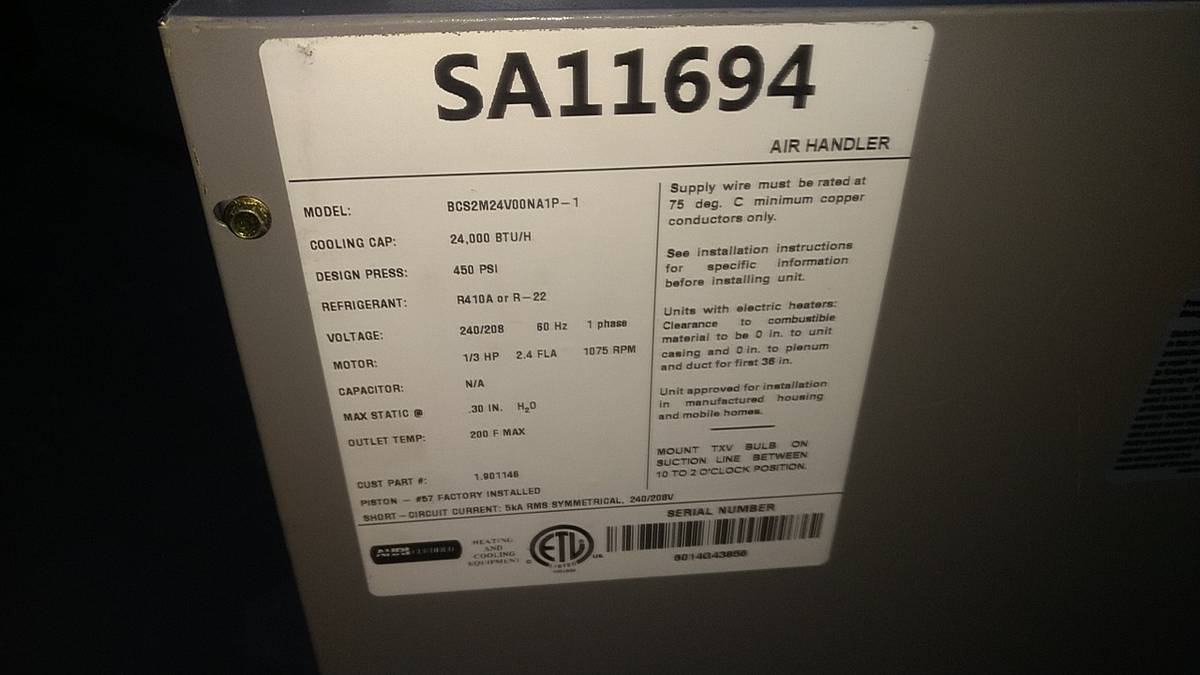 SA11694
AIR HANDLER
MODEL: BCS2M24V00NA1P-1
COOLING CAP: 24,000 BTU/H
DESIGN PRESS: 450 PSI
REFRIGERANT: R410A or R-22
VOLTAGE: 240/208 60 Hz 1 phase
MOTOR: 1/3 HP 2.4 FLA 1075 RPM
CAPACITOR: N/A
MAX STATIC @ .30 IN. H₂O
OUTLET TEMP: 200 F MAX
CUST PART #: 1.901146
PISTON - #57 FACTORY INSTALLED
SHORT-CIRCUIT CURRENT: 5kA RMS SYMMETRICAL, 240/208V
Supply wire must be rated at
75 deg. C minimum copper
conductors only.
See installation instructions
for specific information
before installing unit.
Units with electric heaters:
Clearance to combustible
material to be 0 in. to unit
casing and 0 in. to plenum
and duct for first 36 in.
Unit approved for installation
in manufactured housing
and mobile homes.
MOUNT TXV BULB ON
SUCTION LINE BETWEEN
10 TO 2 O'CLOCK POSITION.
CERTIFIED
HEATING
AND
COOLING
EQUIPMENT
C ETL US
LISTED
SERIAL NUMBER
6014G43856